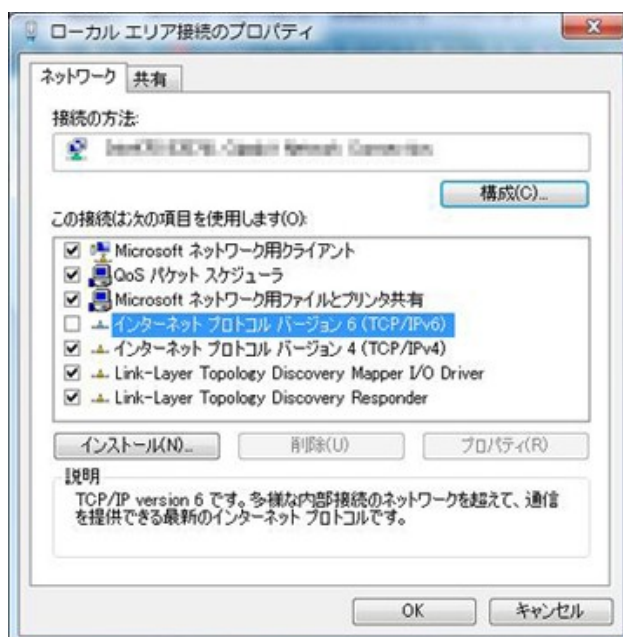 ローカル エリア接続のプロパティ
ネットワーク 共有
接続の方法:
構成(C)...
この接続は次の項目を使用します(O):
Microsoft ネットワーク用クライアント
QoS パケット スケジューラ
Microsoft ネットワーク用ファイルとプリンタ共有
インターネット プロトコル バージョン 6 (TCP/IPv6)
インターネット プロトコル バージョン 4 (TCP/IPv4)
Link-Layer Topology Discovery Mapper I/O Driver
Link-Layer Topology Discovery Responder
インストール(N)... 削除(U) プロパティ(R)
説明
TCP/IP version 6 です。多様な内部接続のネットワークを超えて、通信
を提供できる最新のインターネット プロトコルです。
OK キャンセル